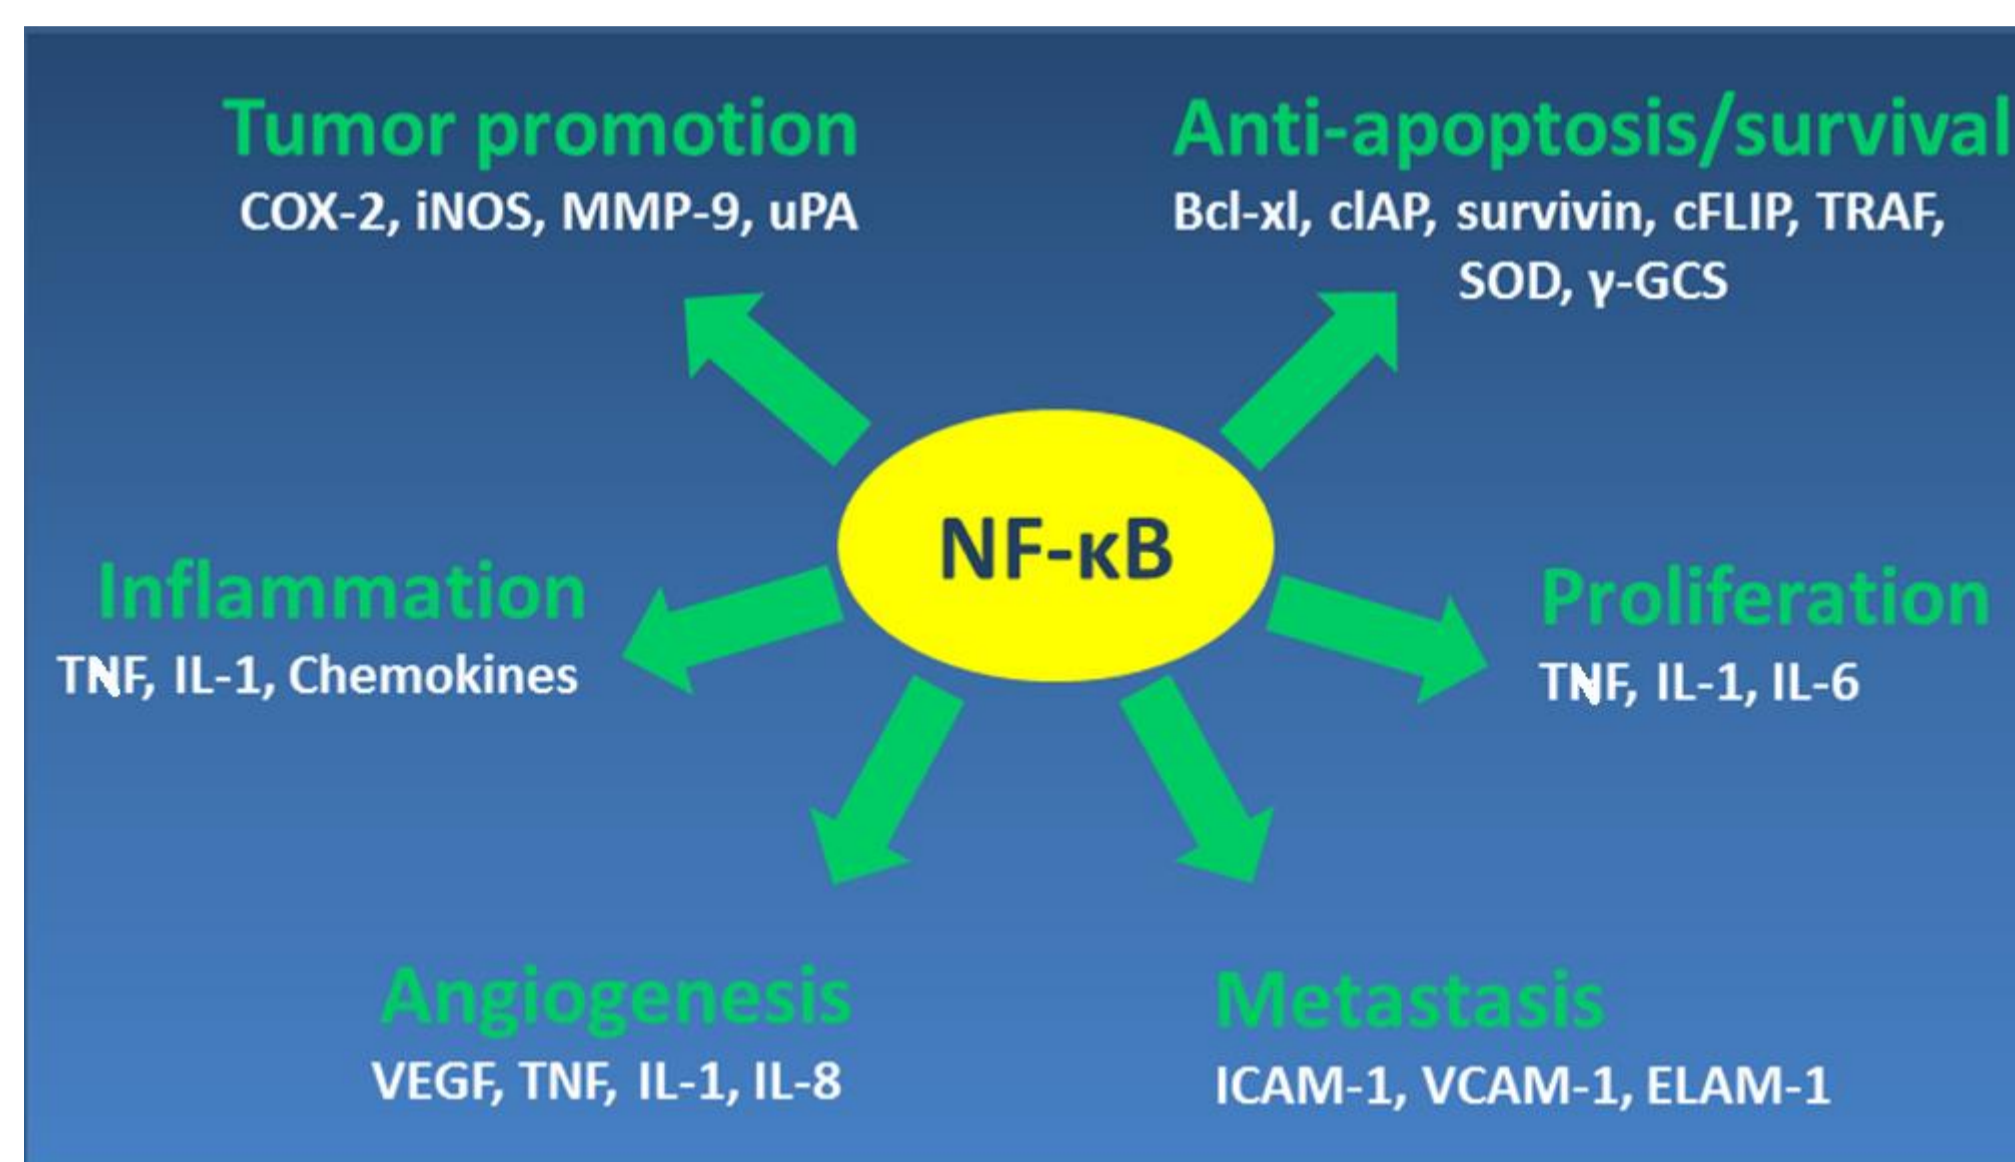 Tumor promotion
COX-2, iNOS, MMP-9, uPA
Anti-apoptosis/survival
Bcl-xl, clAP, survivin, cFLIP, TRAF,
SOD, γ-GCS
NF-κB
Inflammation
TNF, IL-1, Chemokines
Proliferation
TNF, IL-1, IL-6
Angiogenesis
VEGF, TNF, IL-1, IL-8
Metastasis
ICAM-1, VCAM-1, ELAM-1